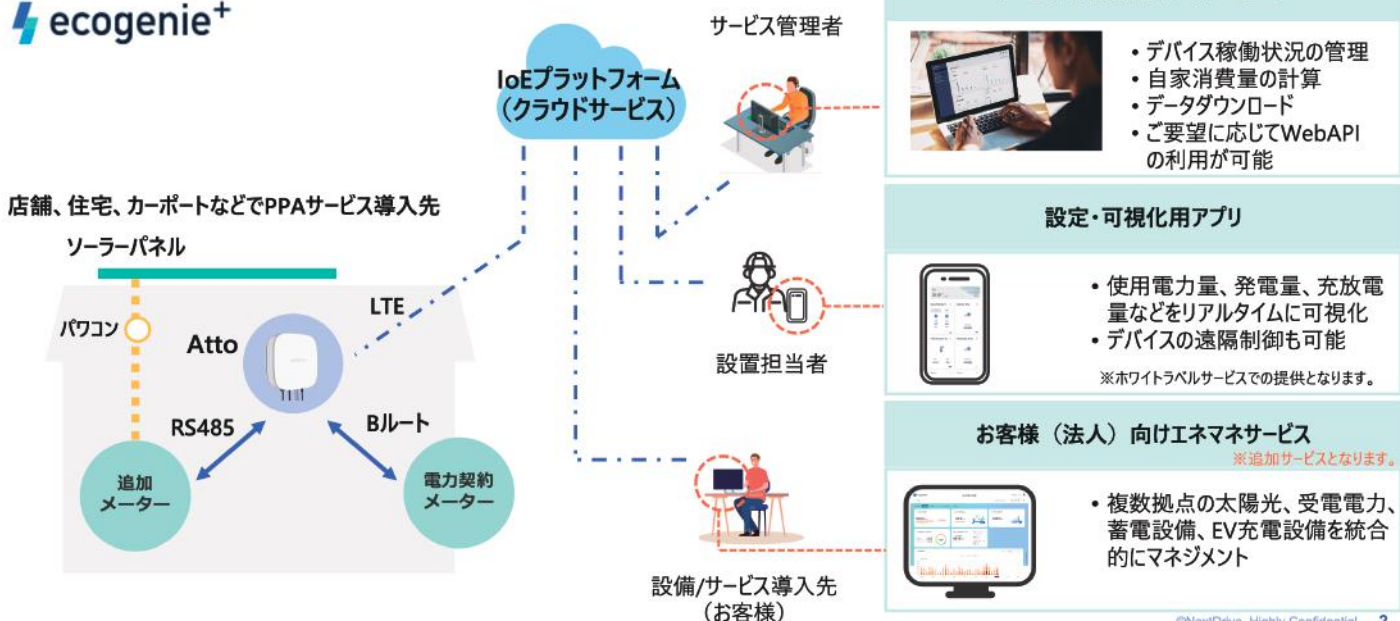 ecogenie+
サービス管理者
IoEプラットフォーム
（クラウドサービス）
・デバイス稼働状況の管理
・自家消費量の計算
・データダウンロード
・ご要望に応じてWebAPI
の利用が可能
店舗、住宅、カーポートなどでPPAサービス導入先
ソーラーパネル
パワコン
Atto
LTE
RS485
Bルート
追加
メーター
電力契約
メーター
設置担当者
設定・可視化用アプリ
・使用電力量、発電量、充放電
量などをリアルタイムに可視化
・デバイスの遠隔制御も可能
※ホワイトラベルサービスでの提供となります。
設備/サービス導入先
（お客様）
お客様（法人）向けエネマネサービス
※追加サービスとなります。
・複数拠点の太陽光、受電電力、
蓄電設備、EV充電設備を統合
的にマネジメント
©NextDrive, Highly Confidential